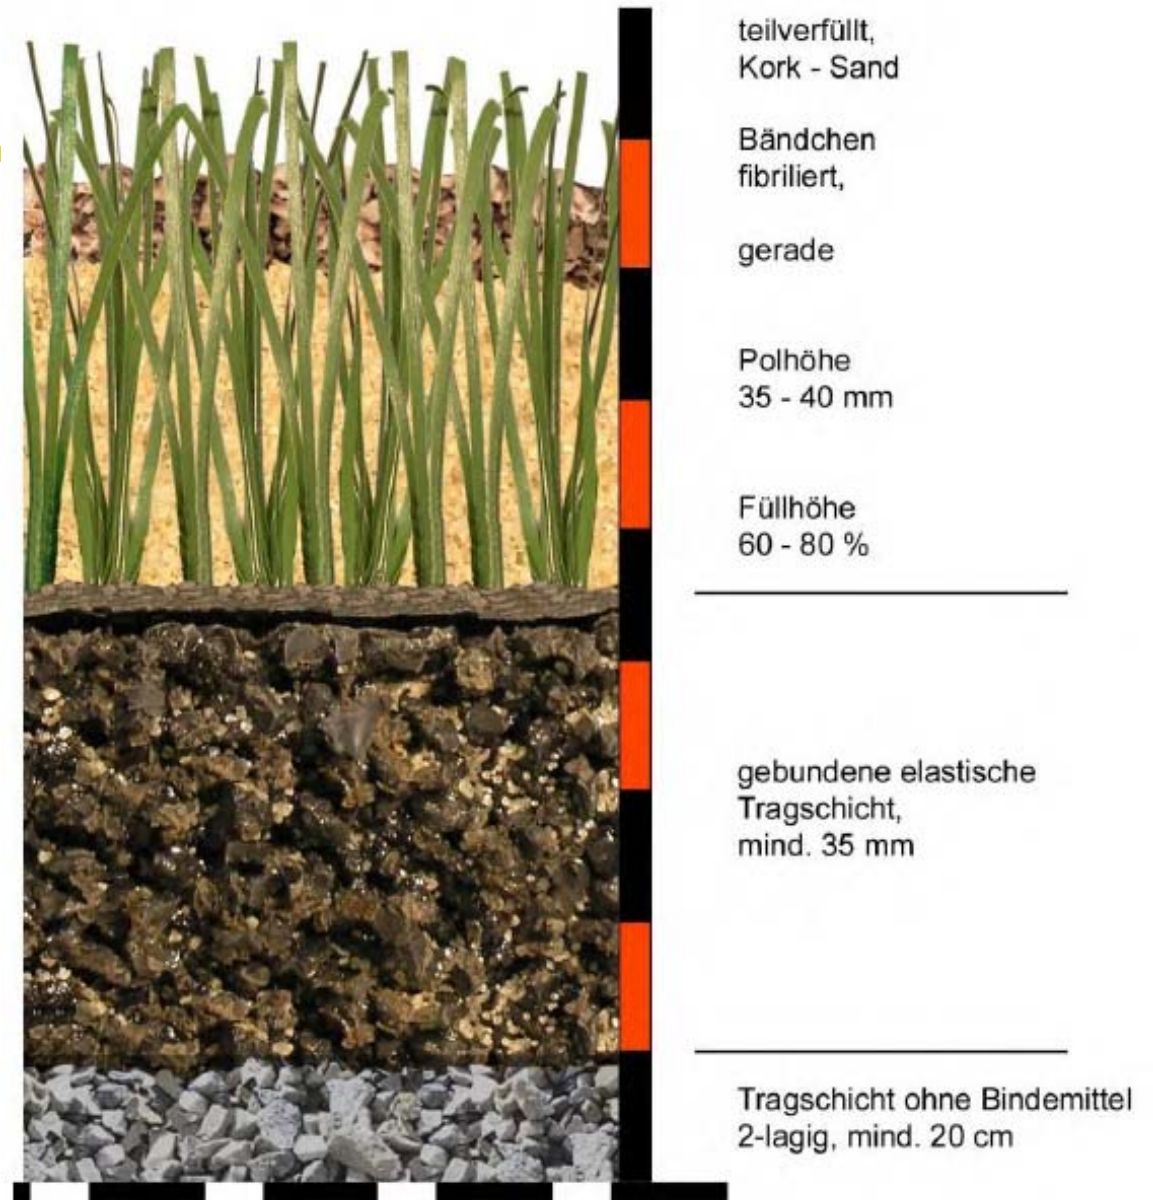 teilverfüllt,
Kork - Sand
Bändchen
fibriliert,
gerade
Polhöhe
35 - 40 mm
Füllhöhe
60 - 80 %
gebundene elastische
Tragschicht,
mind. 35 mm
Tragschicht ohne Bindemittel
2-lagig, mind. 20 cm